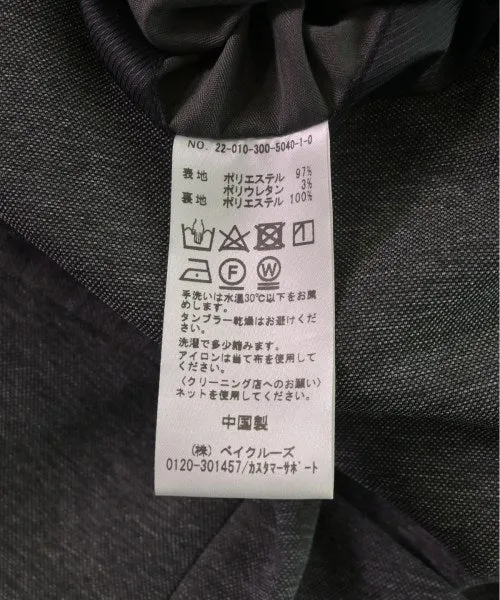 NO. 22-010-300-5040-1-0
表地 ポリエステル 97%
ポリウレタン 3%
裏地 ポリエステル 100%
F W
手洗いは水温30℃以下をお薦
めします。
タンブラー乾燥はお避けくだ
さい。
洗濯で多少縮みます。
アイロンは当て布を使用して
ください。
〈クリーニング店へのお願い〉
ネットを使用してください。
中国製
(株) ベイクルーズ
0120-301457/カスタマーサポート